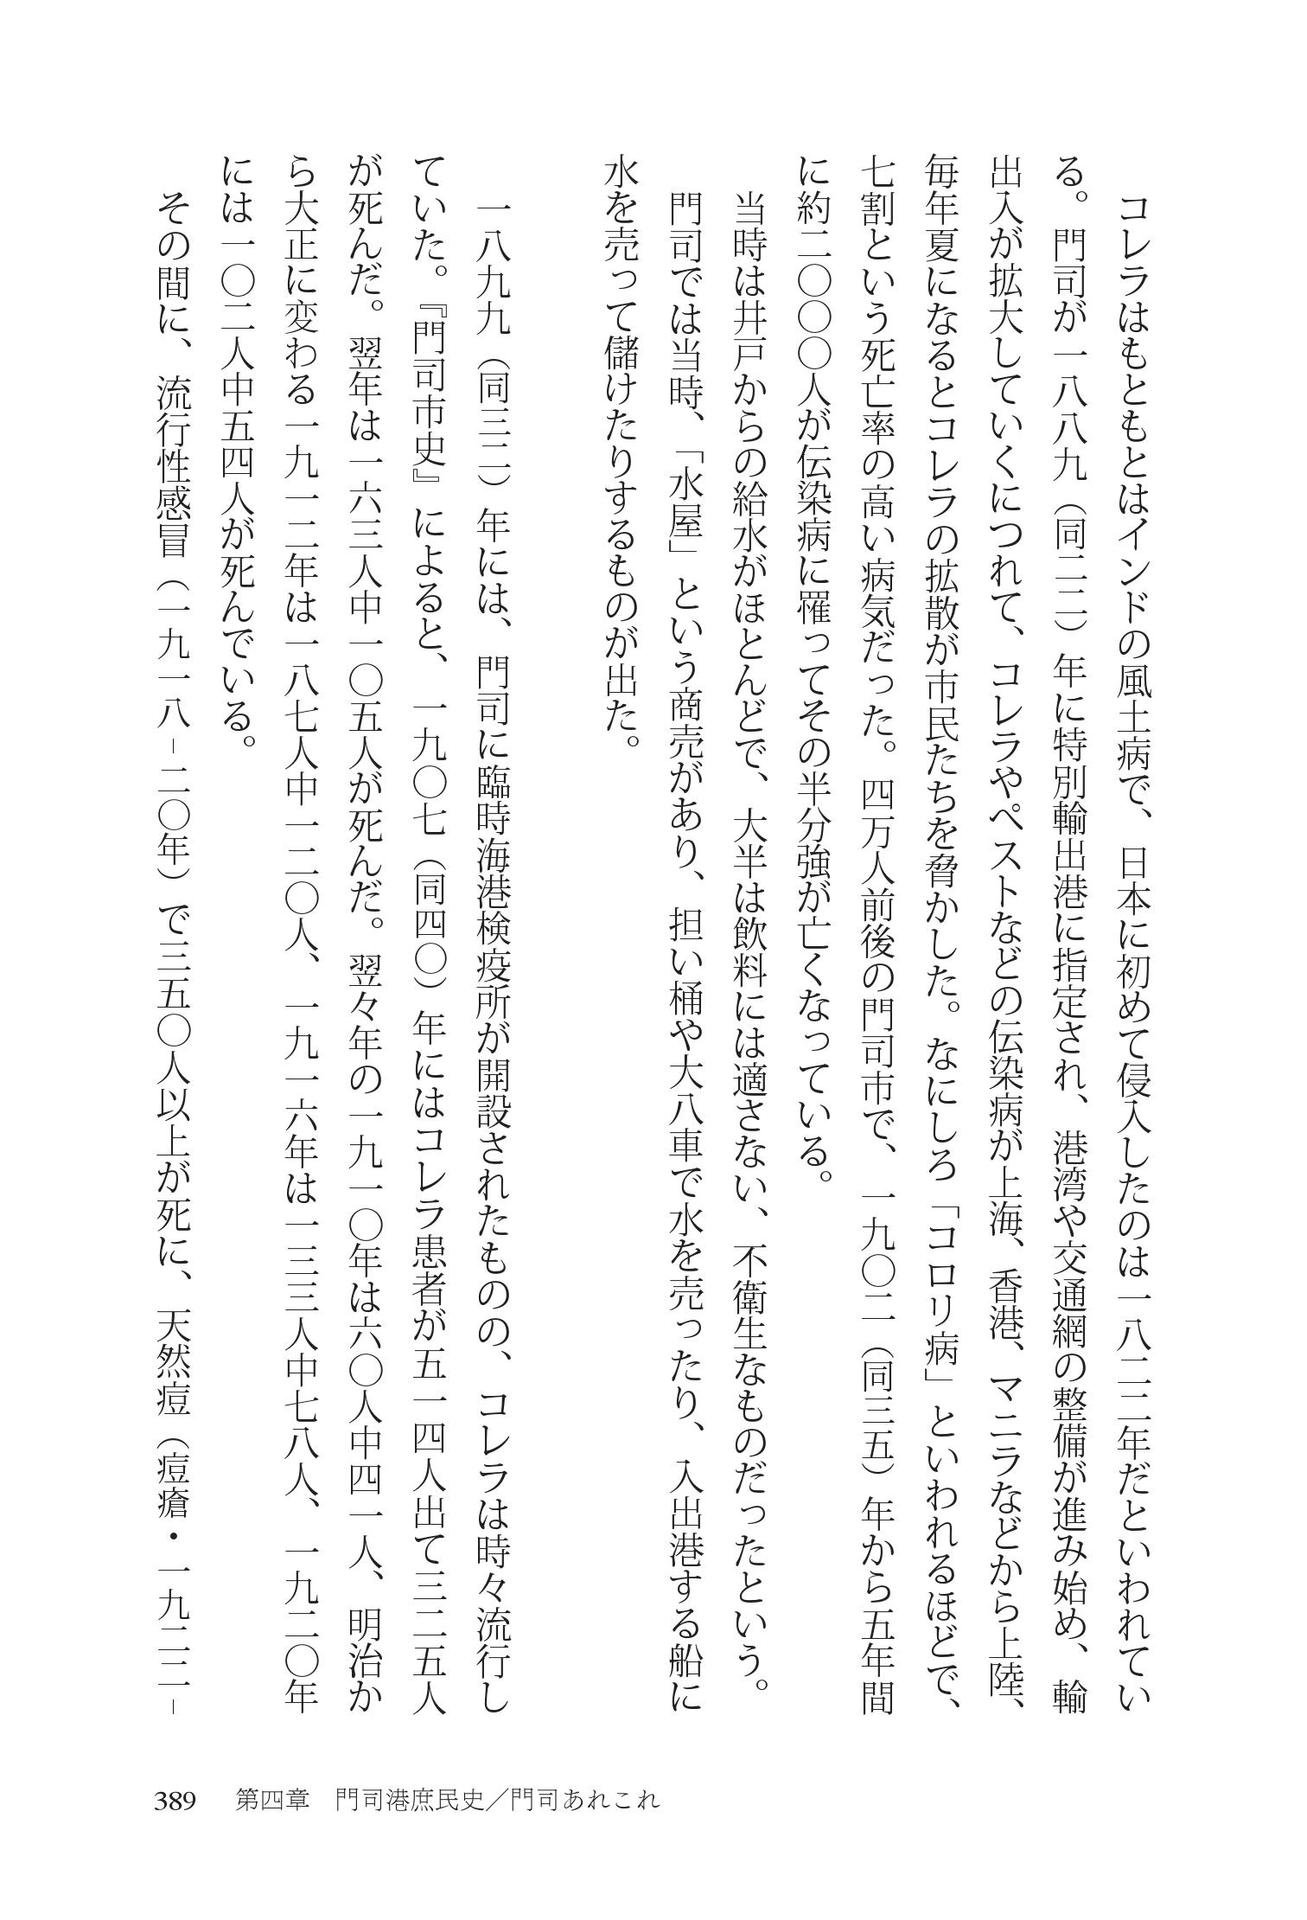 コレラはもともとはインドの風土病で、日本に初めて侵入したのは一八二二年だといわれてい
る。門司が一八八九（同二二）年に特別輸出港に指定され、港湾や交通網の整備が進み始め、輸
出入が拡大していくにつれて、コレラやペストなどの伝染病が上海、香港、マニラなどから上陸、
毎年夏になるとコレラの拡散が市民たちを脅かした。なにしろ「コロリ病」といわれるほどで、
七割という死亡率の高い病気だった。四万人前後の門司市で、一九〇二（同三五）年から五年間
に約二〇〇〇人が伝染病に罹ってその半分強が亡くなっている。
　当時は井戸からの給水がほとんどで、大半は飲料には適さない、不衛生なものだったという。
　門司では当時、「水屋」という商売があり、担い桶や大八車で水を売ったり、入出港する船に
水を売って儲けたりするものが出た。
　一八九九（同三二）年には、門司に臨時海港検疫所が開設されたものの、コレラは時々流行し
ていた。『門司市史』によると、一九〇七（同四〇）年にはコレラ患者が五一四人出て三二五人
が死んだ。翌年は一六三人中一〇五人が死んだ。翌々年の一九一〇年は六〇人中四一人、明治か
ら大正に変わる一九一二年は一八七人中一二〇人、一九一六年は一三三人中七八人、一九二〇年
には一〇二人中五四人が死んでいる。
　その間に、流行性感冒（一九一八－二〇年）で三五〇人以上が死に、天然痘（痘瘡・一九二二－
389　第四章　門司港庶民史／門司あれこれ